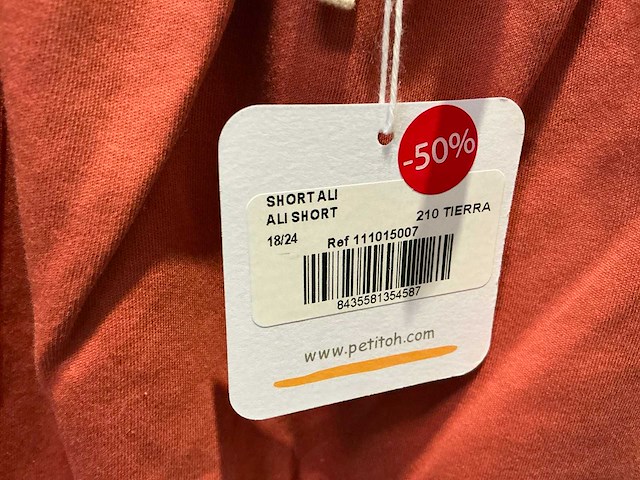 -50%
SHORT ALI
ALI SHORT
210 TIERRA
18/24
Ref 111015007
8435581354587
www.petitoh.com